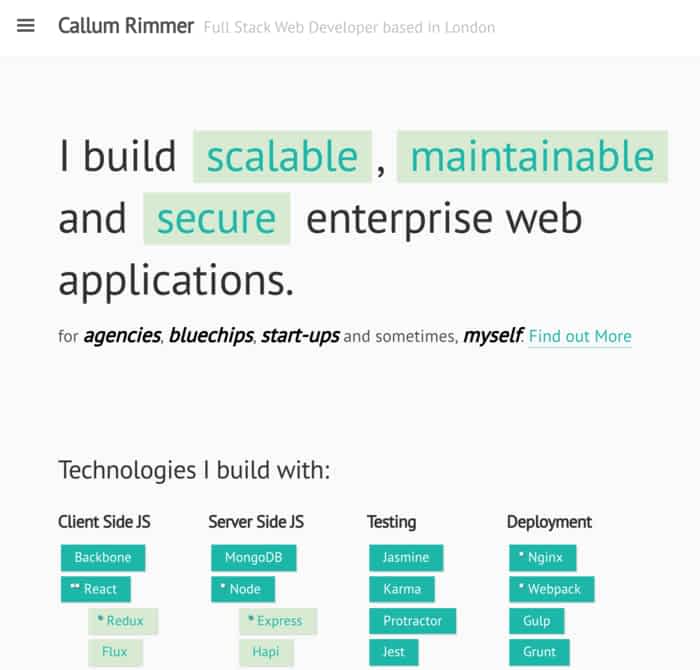 Callum Rimmer Full Stack Web Developer based in London
I build scalable , maintainable
and secure enterprise web
applications.
for agencies, bluechips, start-ups and sometimes, myself. Find out More
Technologies I build with:
Client Side JS Server Side JS Testing Deployment
Backbone MongoDB Jasmine * Nginx
** React * Node Karma * Webpack
* Redux * Express Protractor Gulp
Flux Hapi Jest Grunt